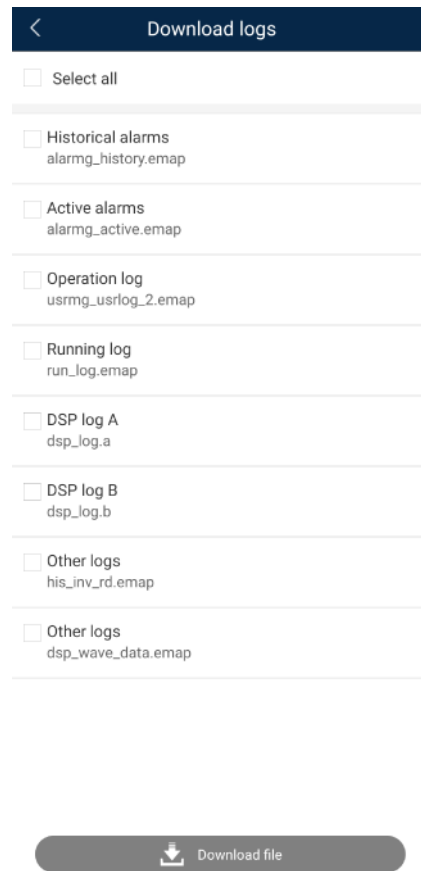 Download logs
Select all
Historical alarms
alarmg_history.emap
Active alarms
alarmg_active.emap
Operation log
usrmg_usrlog_2.emap
Running log
run_log.emap
DSP log A
dsp_log.a
DSP log B
dsp_log.b
Other logs
his_inv_rd.emap
Other logs
dsp_wave_data.emap
Download file